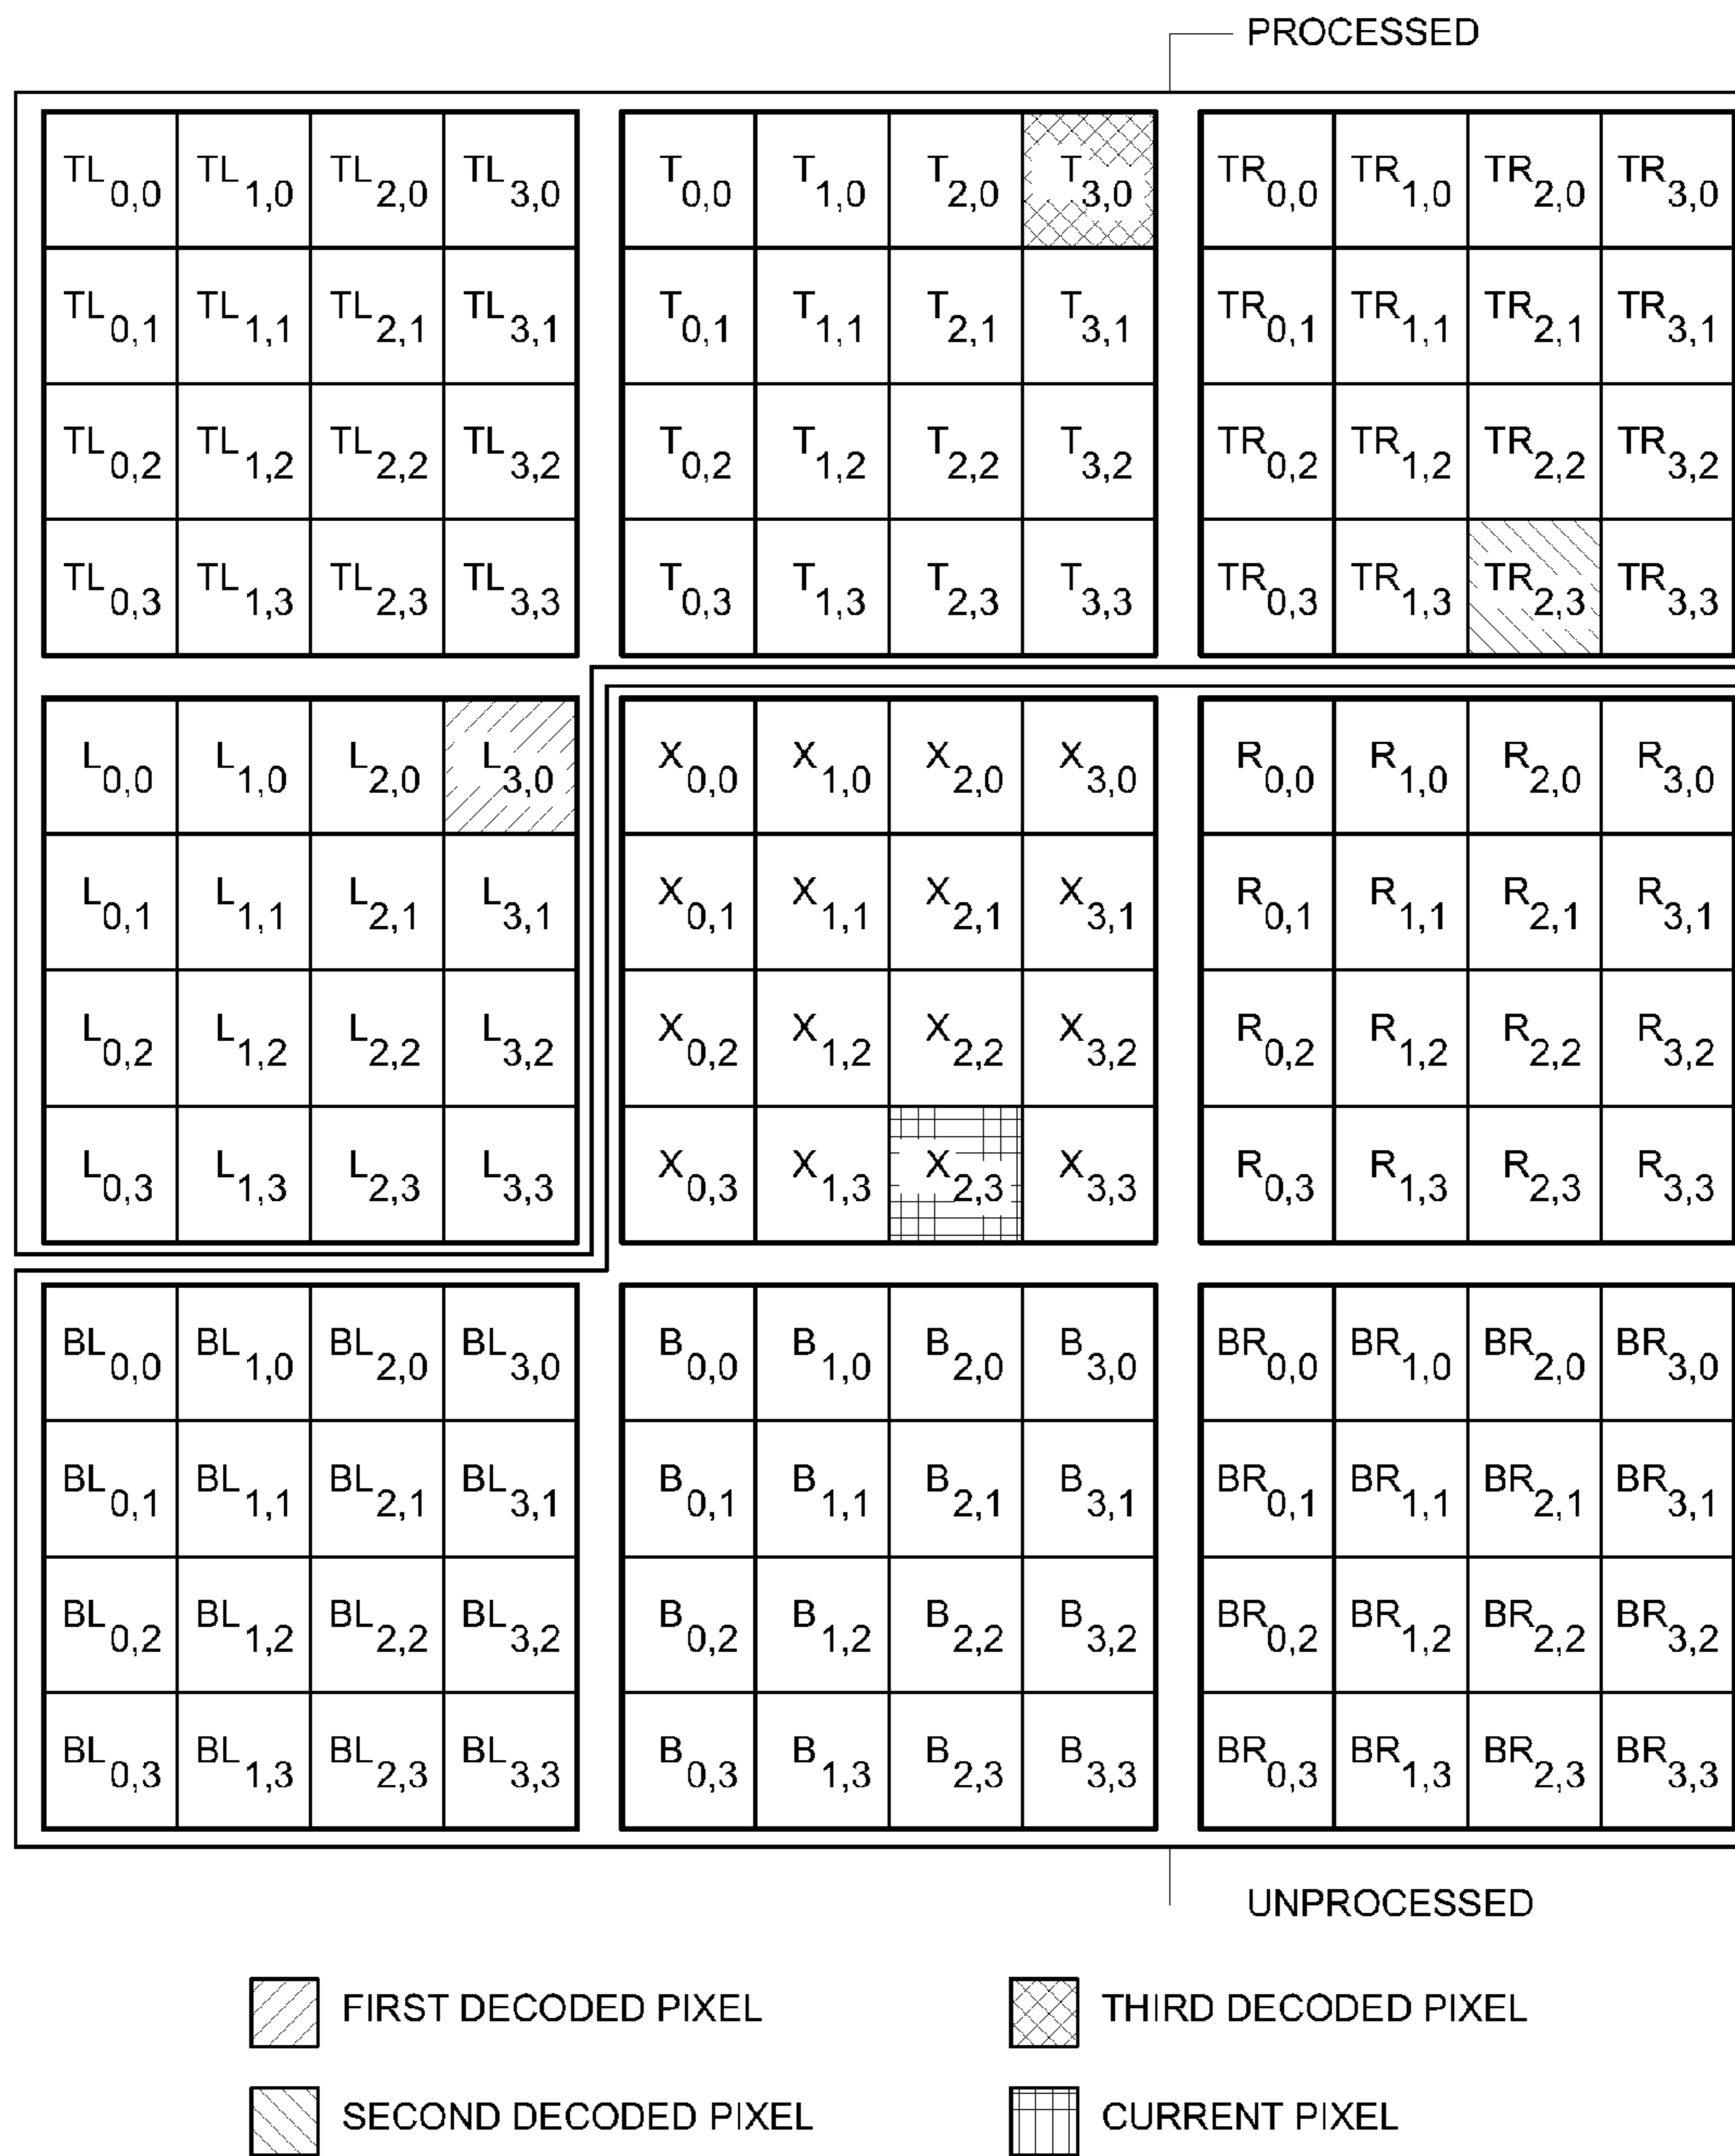 PROCESSED
TL0,0 TL1,0 TL2,0 TL3,0 T0,0 T1,0 T2,0 T3,0 TR0,0 TR1,0 TR2,0 TR3,0
TL0,1 TL1,1 TL2,1 TL3,1 T0,1 T1,1 T2,1 T3,1 TR0,1 TR1,1 TR2,1 TR3,1
TL0,2 TL1,2 TL2,2 TL3,2 T0,2 T1,2 T2,2 T3,2 TR0,2 TR1,2 TR2,2 TR3,2
TL0,3 TL1,3 TL2,3 TL3,3 T0,3 T1,3 T2,3 T3,3 TR0,3 TR1,3 TR2,3 TR3,3
L0,0 L1,0 L2,0 L3,0 X0,0 X1,0 X2,0 X3,0 R0,0 R1,0 R2,0 R3,0
L0,1 L1,1 L2,1 L3,1 X0,1 X1,1 X2,1 X3,1 R0,1 R1,1 R2,1 R3,1
L0,2 L1,2 L2,2 L3,2 X0,2 X1,2 X2,2 X3,2 R0,2 R1,2 R2,2 R3,2
L0,3 L1,3 L2,3 L3,3 X0,3 X1,3 X2,3 X3,3 R0,3 R1,3 R2,3 R3,3
BL0,0 BL1,0 BL2,0 BL3,0 B0,0 B1,0 B2,0 B3,0 BR0,0 BR1,0 BR2,0 BR3,0
BL0,1 BL1,1 BL2,1 BL3,1 B0,1 B1,1 B2,1 B3,1 BR0,1 BR1,1 BR2,1 BR3,1
BL0,2 BL1,2 BL2,2 BL3,2 B0,2 B1,2 B2,2 B3,2 BR0,2 BR1,2 BR2,2 BR3,2
BL0,3 BL1,3 BL2,3 BL3,3 B0,3 B1,3 B2,3 B3,3 BR0,3 BR1,3 BR2,3 BR3,3
UNPROCESSED
FIRST DECODED PIXEL
THIRD DECODED PIXEL
SECOND DECODED PIXEL
CURRENT PIXEL